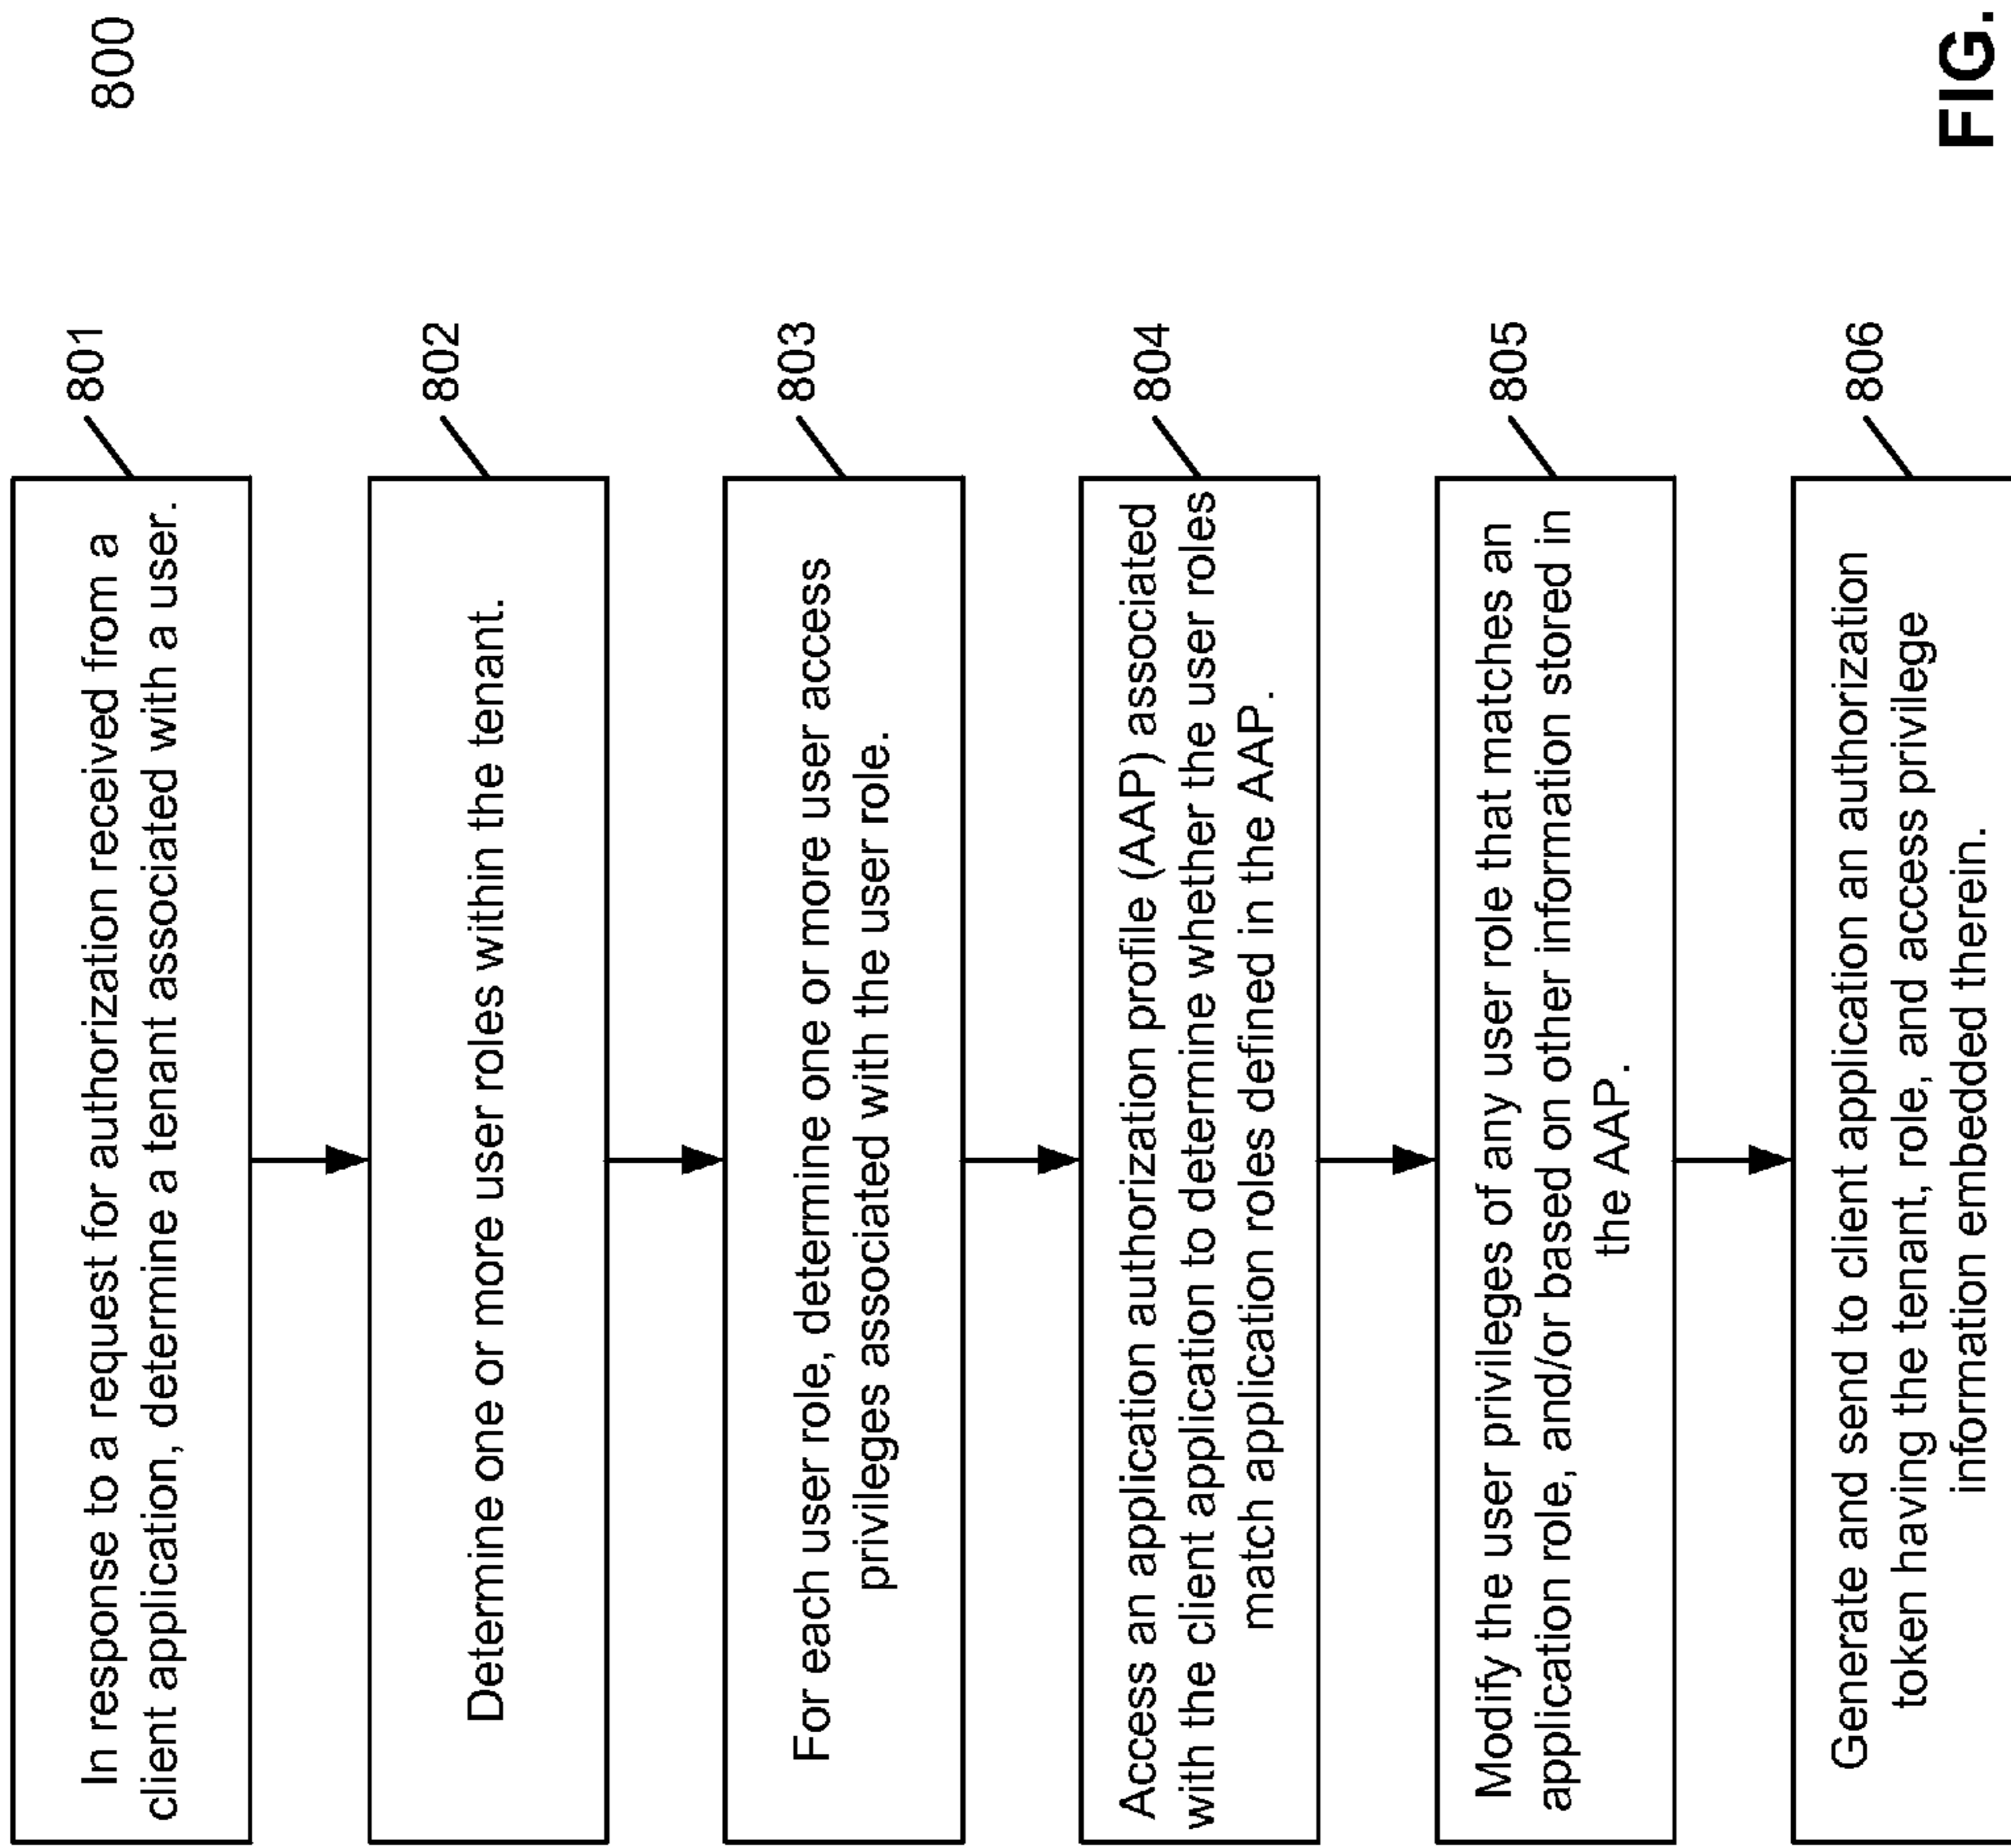 800
801
In response to a request for authorization received from a
client application, determine a tenant associated with a user.
802
Determine one or more user roles within the tenant.
803
For each user role, determine one or more user access
privileges associated with the user role.
804
Access an application authorization profile (AAP) associated
with the client application to determine whether the user roles
match application roles defined in the AAP.
805
Modify the user privileges of any user role that matches an
application role, and/or based on other information stored in
the AAP.
806
Generate and send to client application an authorization
token having the tenant, role, and access privilege
information embedded therein.
FIG.